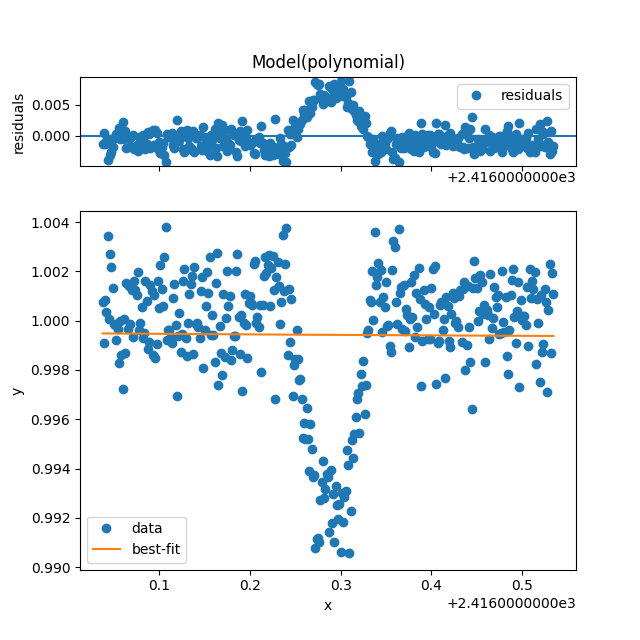 Model(polynomial)
residuals
0.005
0.000
residuals
+2.4160000000e3
1.004
1.002
1.000
0.998
0.996
0.994
0.992
0.990
y
data
best-fit
0.1 0.2 0.3 0.4 0.5
x
+2.4160000000e3